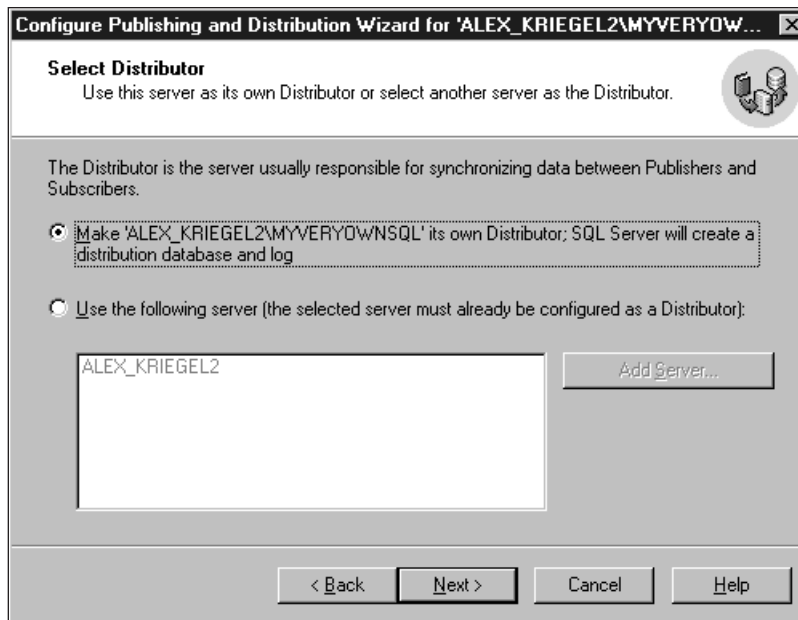 Configure Publishing and Distribution Wizard for 'ALEX_KRIEGEL2\MYVERYOW...
Select Distributor
Use this server as its own Distributor or select another server as the Distributor.
The Distributor is the server usually responsible for synchronizing data between Publishers and
Subscribers.
Make 'ALEX_KRIEGEL2\MYVERYOWNSQL' its own Distributor; SQL Server will create a
distribution database and log
Use the following server (the selected server must already be configured as a Distributor):
ALEX_KRIEGEL2
Add Server...
< Back
Next >
Cancel
Help